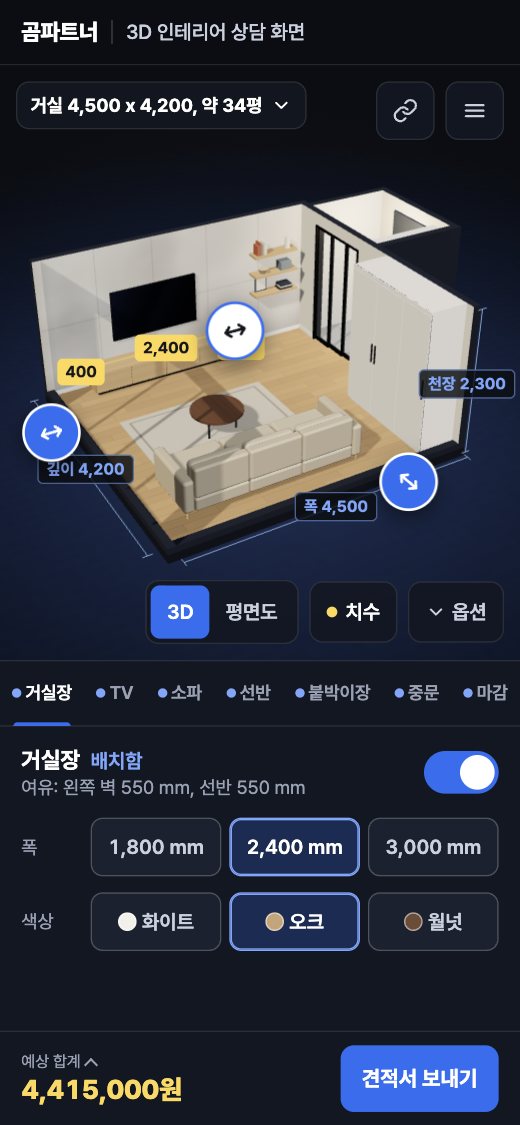 곰파트너
3D 인테리어 상담 화면
거실 4,500 x 4,200, 약 34평
2,400
400
천장 2,300
깊이 4,200
폭 4,500
3D
평면도
치수
옵션
거실장
TV
소파
선반
붙박이장
중문
마감
거실장 배치함
여유: 왼쪽 벽 550 mm, 선반 550 mm
폭
1,800 mm
2,400 mm
3,000 mm
색상
화이트
오크
월넛
예상 합계
4,415,000원
견적서 보내기